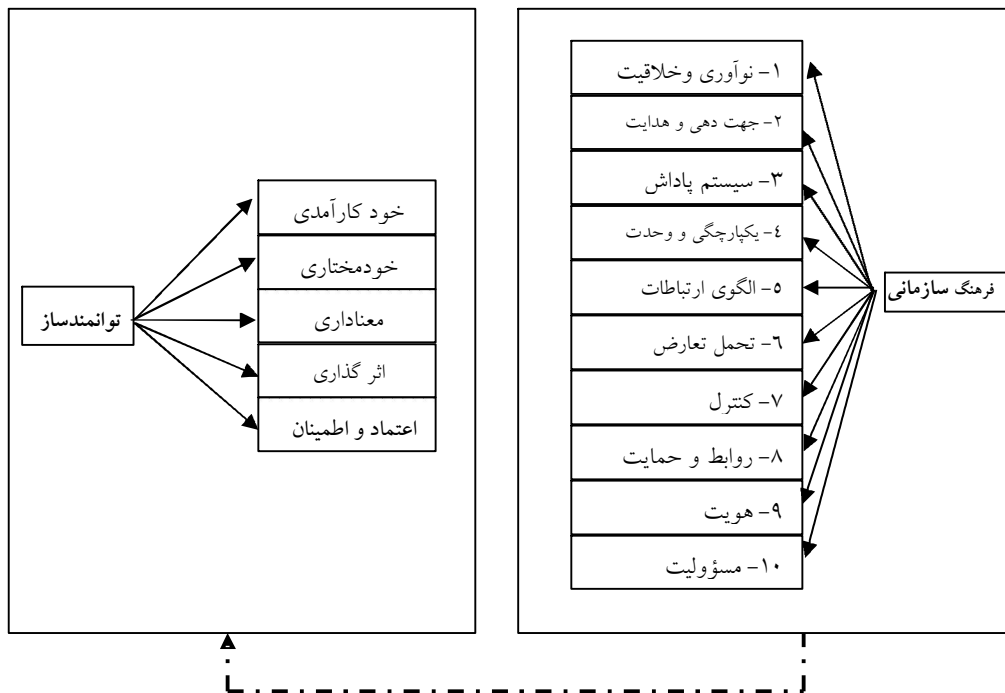 فرهنگ سازمانی
۱- نوآوری وخلاقیت
۲- جهت دهی و هدایت
۳- سیستم پاداش
٤- یکپارچگی و وحدت
٥- الگوی ارتباطات
٦- تحمل تعارض
۷- کنترل
۸- روابط و حمایت
۹- هویت
۱۰- مسؤولیت
توانمندساز
خود کارآمدی
خودمختاری
معناداری
اثر گذاری
اعتماد و اطمینان